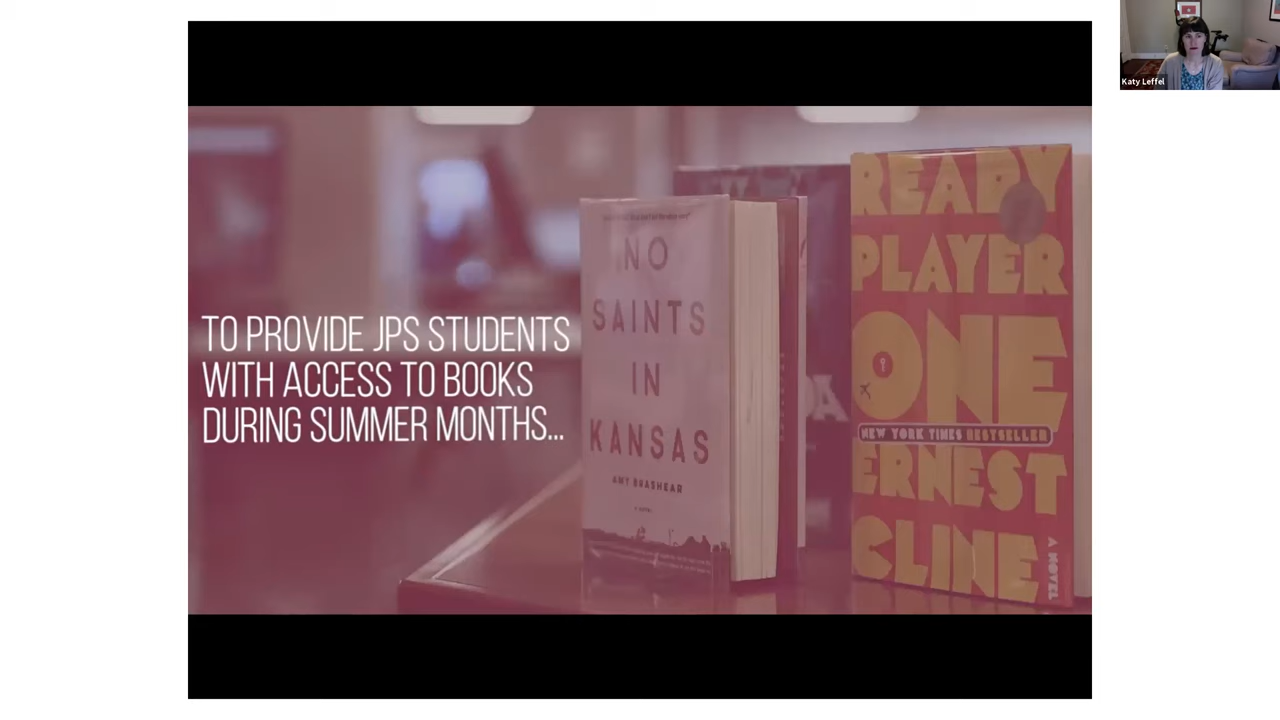 TO PROVIDE JPS STUDENTS
WITH ACCESS TO BOOKS
DURING SUMMER MONTHS...
NO
SAINTS
IN
KANSAS
AMY BRASHEAR
READY
PLAYER
ONE
NEW YORK TIMES BESTSELLER
ERNEST
CLINE
A NOVEL
Katy Leffel